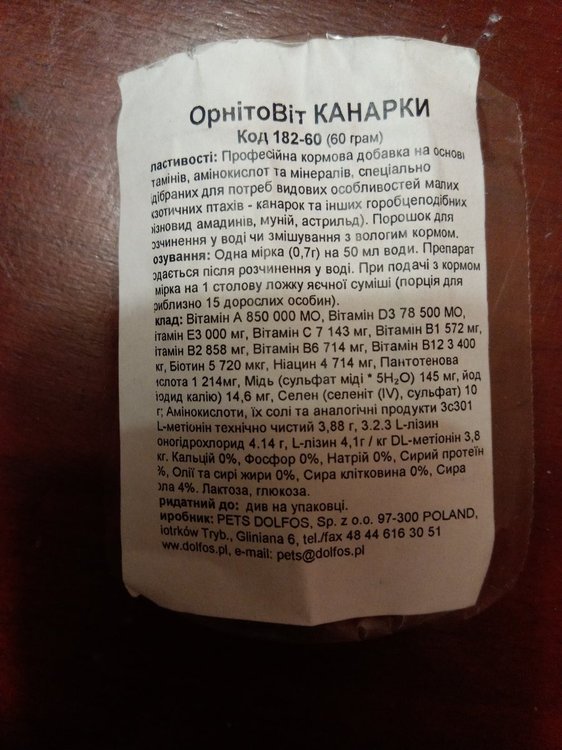 ОрнітоВіт КАНАРКИ
Код 182-60 (60 грам)
ластивості: Професійна кормова добавка на основі
тамінів, амінокислот та мінералів, спеціально
дібраних для потреб видових особливостей малих
кзотичних птахів - канарок та інших горобцеподібних
різновид амадинів, муній, астрильд). Порошок для
зчинення у воді чи змішування з вологим кормом.
озування: Одна мірка (0,7г) на 50 мл води. Препарат
одається після розчинення у воді. При подачі з кормом
мірка на 1 столову ложку яєчної суміші (порція для
риблизно 15 дорослих особин).
клад: Вітамін А 850 000 МО, Вітамін D3 78 500 МО,
ітамін Е3 000 мг, Вітамін С 7 143 мг, Вітамін В1 572 мг,
ітамін В2 858 мг, Вітамін В6 714 мг, Вітамін В12 3 400
кг, Біотин 5 720 мкг, Ніацин 4 714 мг, Пантотенова
ислота 1 214мг, Мідь (сульфат міді * 5H₂O) 145 мг, йод
іодид калію) 14,6 мг, Селен (селеніт (IV), сульфат) 10
г; Амінокислоти, їх солі та аналогічні продукти 3с301
L-метіонін технічно чистий 3,88 г, 3.2.3 L-лізин
оногідрохлорид 4.14 г, L-лізин 4,1г / кг DL-метіонін 3,8
кг. Кальцій 0%, Фосфор 0%, Натрій 0%, Сирий протеїн
%, Олії та сирі жири 0%, Сира клітковина 0%, Сира
ола 4%. Лактоза, глюкоза.
ридатний до: див на упаковці.
иробник: PETS DOLFOS, Sp. z o.o. 97-300 POLAND,
iotrków Tryb., Gliniana 6, tel./fax 48 44 616 30 51
ww.dolfos.pl, e-mail: pets@dolfos.pl